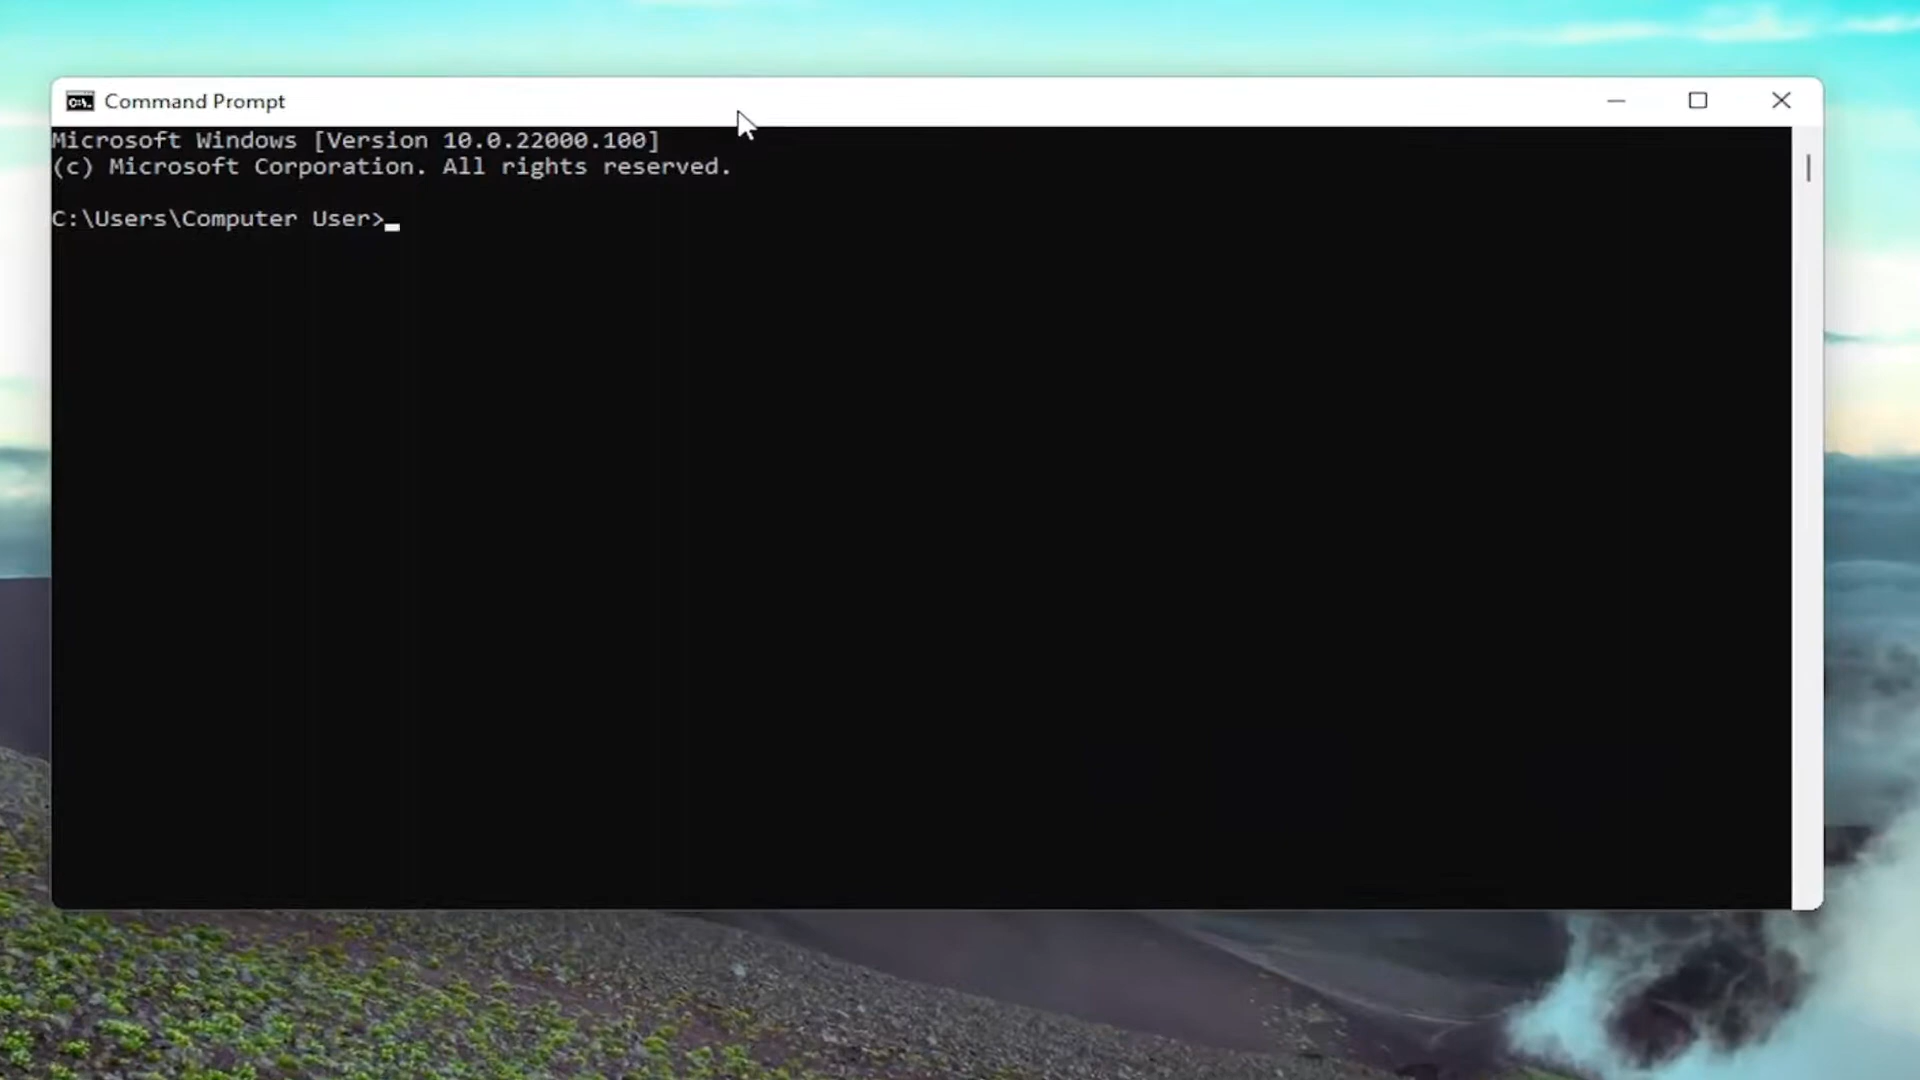 Command Prompt
Microsoft Windows [Version 10.0.22000.100]
(c) Microsoft Corporation. All rights reserved.
C:\Users\Computer User>